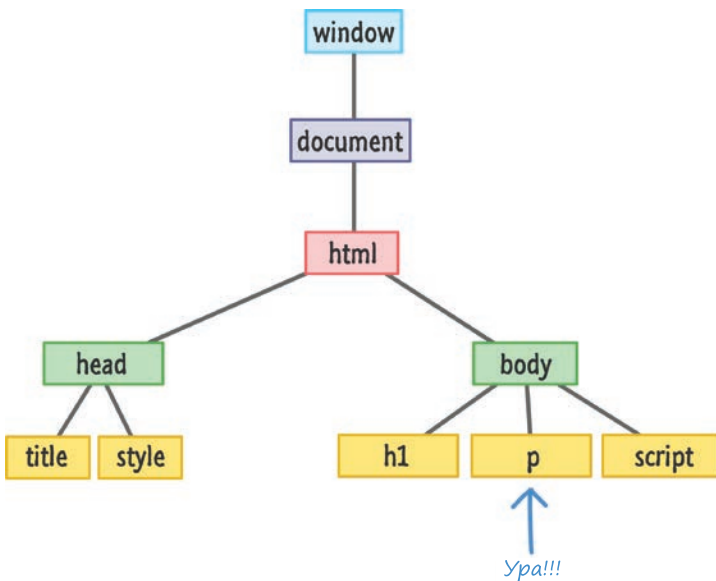 window
document
html
head body
title style h1 p script
Ура!!!